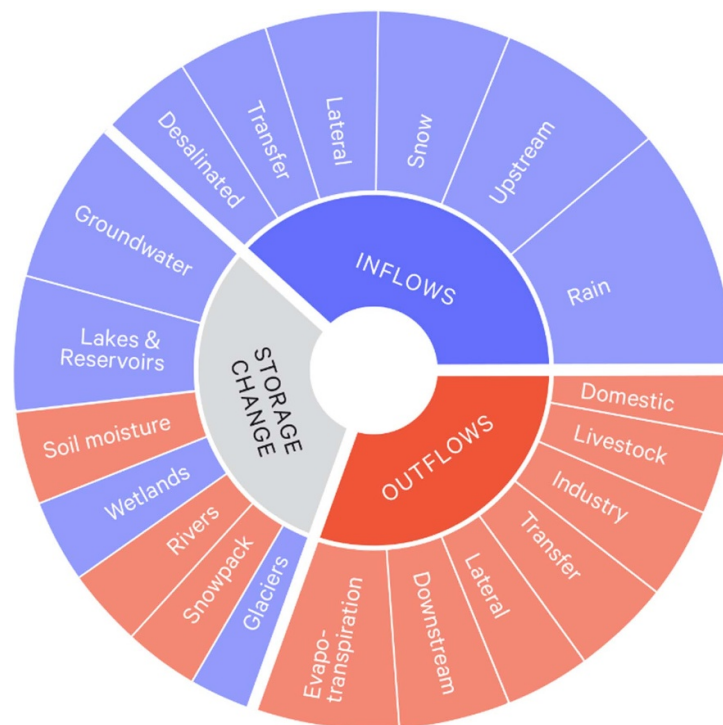 Desalinated
Transfer
Lateral
Snow
Upstream
Rain
INFLOWS
Groundwater
Lakes &
Reservoirs
Soil moisture
Wetlands
Rivers
Snowpack
Glaciers
STORAGE
CHANGE
OUTFLOWS
Domestic
Livestock
Industry
Transfer
Lateral
Downstream
Evapo-
transpiration